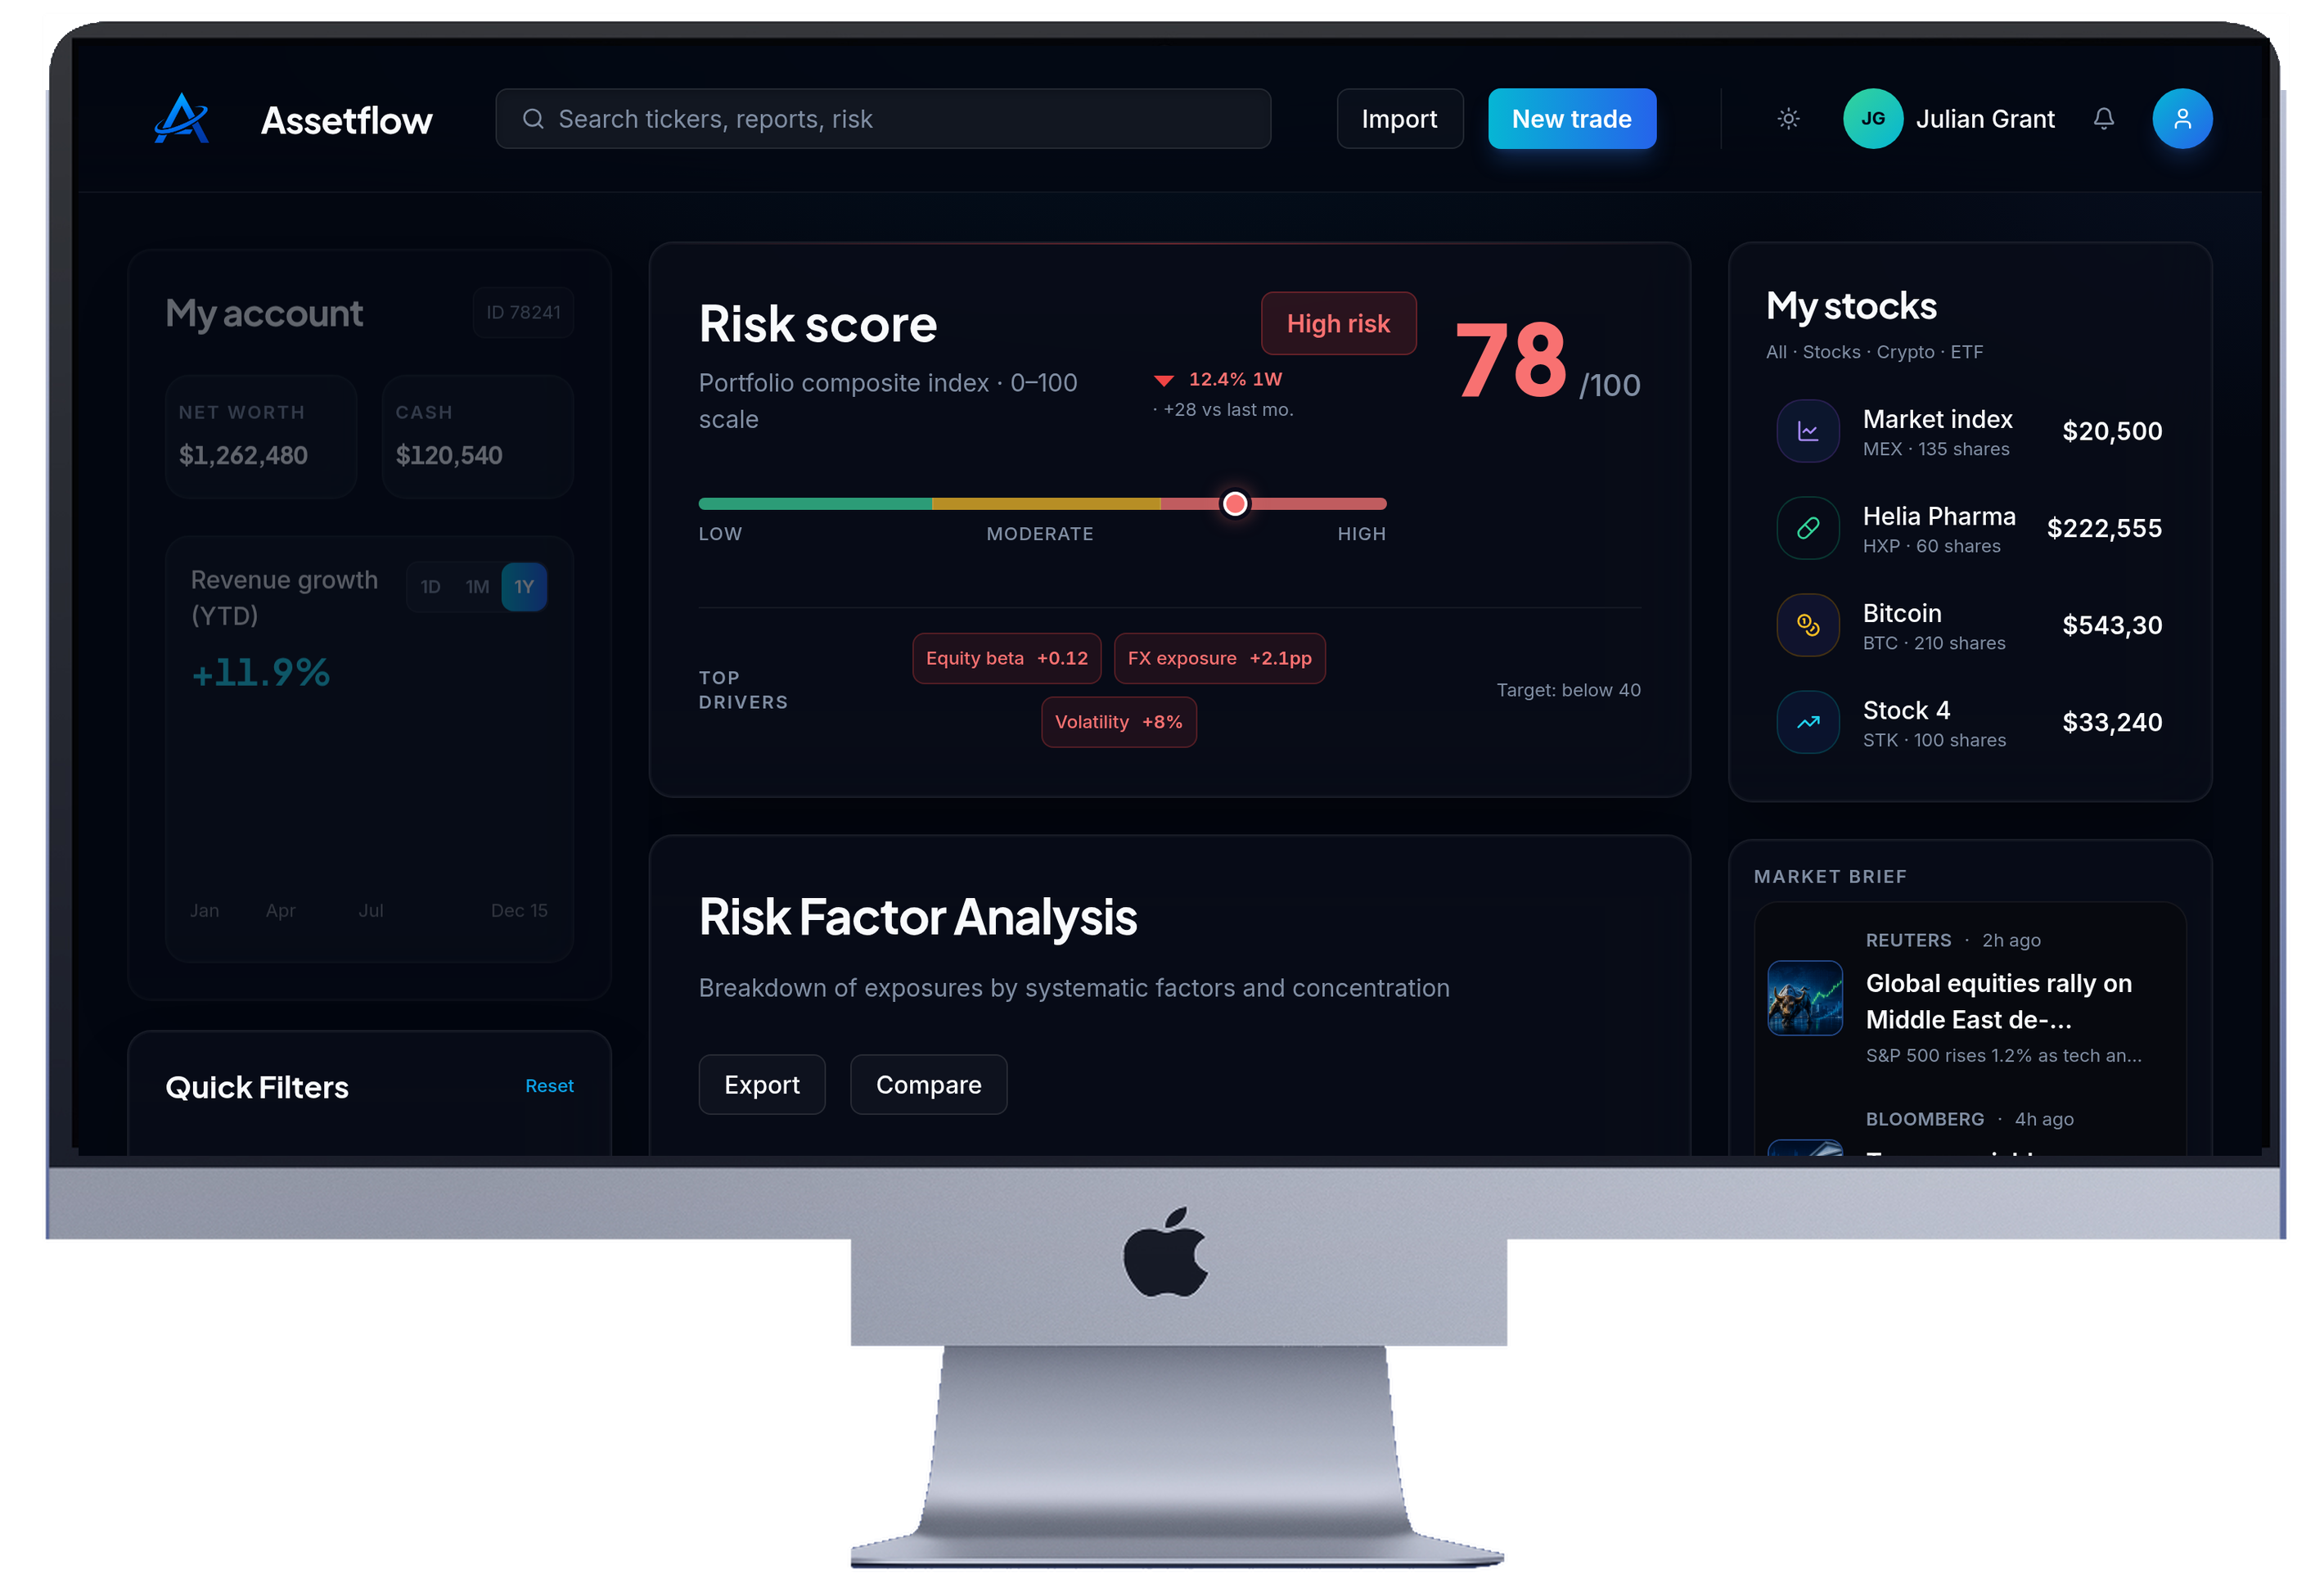 Assetflow
Search tickers, reports, risk
Import
New trade
JG
Julian Grant
My account
ID 78241
NET WORTH
$1,262,480
CASH
$120,540
Revenue growth
(YTD)
1D
1M
1Y
+11.9%
Jan
Apr
Jul
Dec 15
Quick Filters
Reset
Risk score
Portfolio composite index · 0–100
scale
High risk
12.4% 1W
· +28 vs last mo.
78 /100
LOW
MODERATE
HIGH
TOP
DRIVERS
Equity beta +0.12
FX exposure +2.1pp
Volatility +8%
Target: below 40
Risk Factor Analysis
Breakdown of exposures by systematic factors and concentration
Export
Compare
My stocks
All · Stocks · Crypto · ETF
Market index
MEX · 135 shares
$20,500
Helia Pharma
HXP · 60 shares
$222,555
Bitcoin
BTC · 210 shares
$543,30
Stock 4
STK · 100 shares
$33,240
MARKET BRIEF
REUTERS · 2h ago
Global equities rally on
Middle East de-...
S&P 500 rises 1.2% as tech an...
BLOOMBERG · 4h ago